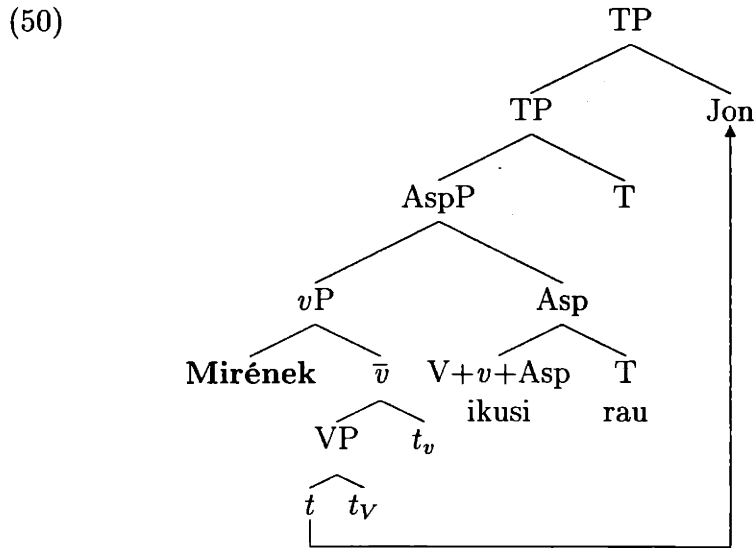 (50)
TP
TP Jon
AspP T
vP Asp
Mirének v̅ V+v+Asp T
ikusi rau
VP t_v
t t_V